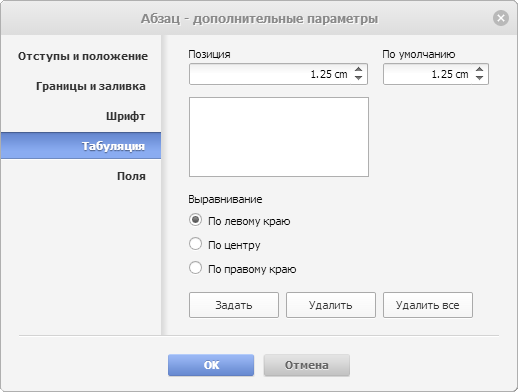 Абзац - дополнительные параметры
Отступы и положение
Границы и заливка
Шрифт
Табуляция
Поля
Позиция
По умолчанию
1.25 cm
1.25 cm
Выравнивание
По левому краю
По центру
По правому краю
Задать
Удалить
Удалить все
OK
Отмена